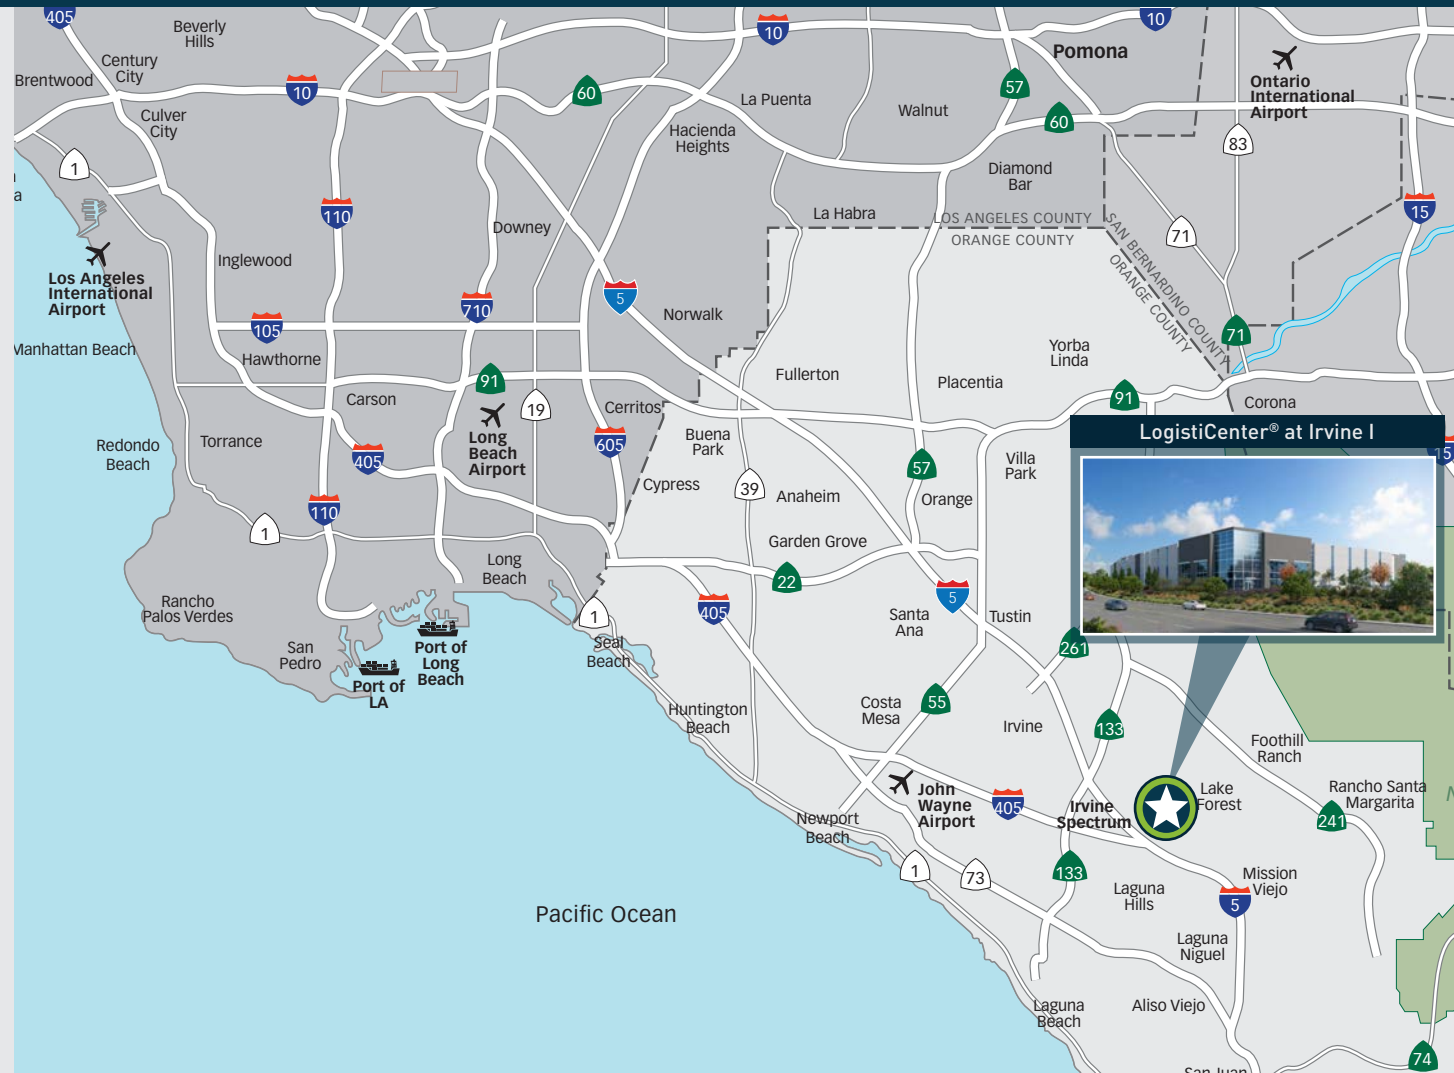 405
Beverly
Hills
10
10
Pomona
Century
City
Brentwood
Ontario
International
Airport
10
60
57
La Puenta
Walnut
60
Culver
City
Hacienda
Heights
83
1
Diamond
Bar
a
110
La Habra
15
LOS ANGELES COUNTY
ORANGE COUNTY
SAN BERNARDINO COUNTY
ORANGE COUNTY
71
Downey
Inglewood
Los Angeles
International
Airport
5
710
Norwalk
105
71
Manhattan Beach
Hawthorne
Yorba
Linda
Fullerton
Placentia
91
91
Carson
19
Cerritos
Corona
LogistiCenter® at Irvine I
Redondo
Beach
Torrance
Long
Beach
Airport
605
Buena
Park
405
57
Villa
Park
15
Cypress
39
Anaheim
Orange
110
1
Garden Grove
Long
Beach
22
5
Rancho
Palos Verdes
1
405
Santa
Ana
Tustin
San
Pedro
Port of
Long
Beach
Seal
Beach
261
Port of
LA
Huntington
Beach
Costa
Mesa
55
Irvine
133
Foothill
Ranch
John
Wayne
Airport
405
Irvine
Spectrum
Lake
Forest
Rancho Santa
Margarita
241
Newport
Beach
1
73
133
Mission
Viejo
Laguna
Hills
5
Pacific Ocean
Laguna
Niguel
Laguna
Beach
Aliso Viejo
74
San Juan